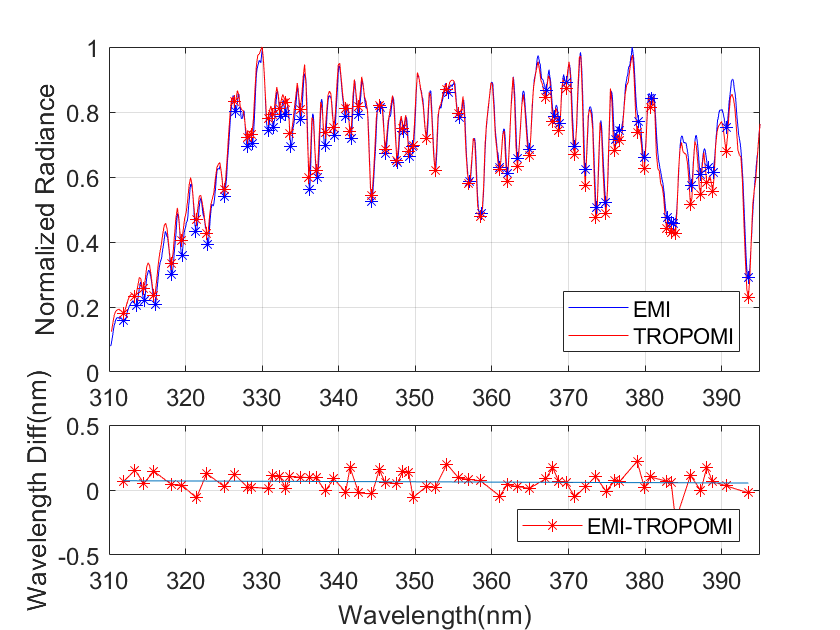 1
0.8
0.6
0.4
0.2
0
Normalized Radiance
EMI
TROPOMI
310 320 330 340 350 360 370 380 390
0.5
0
-0.5
Wavelength Diff(nm)
EMI-TROPOMI
310 320 330 340 350 360 370 380 390
Wavelength(nm)